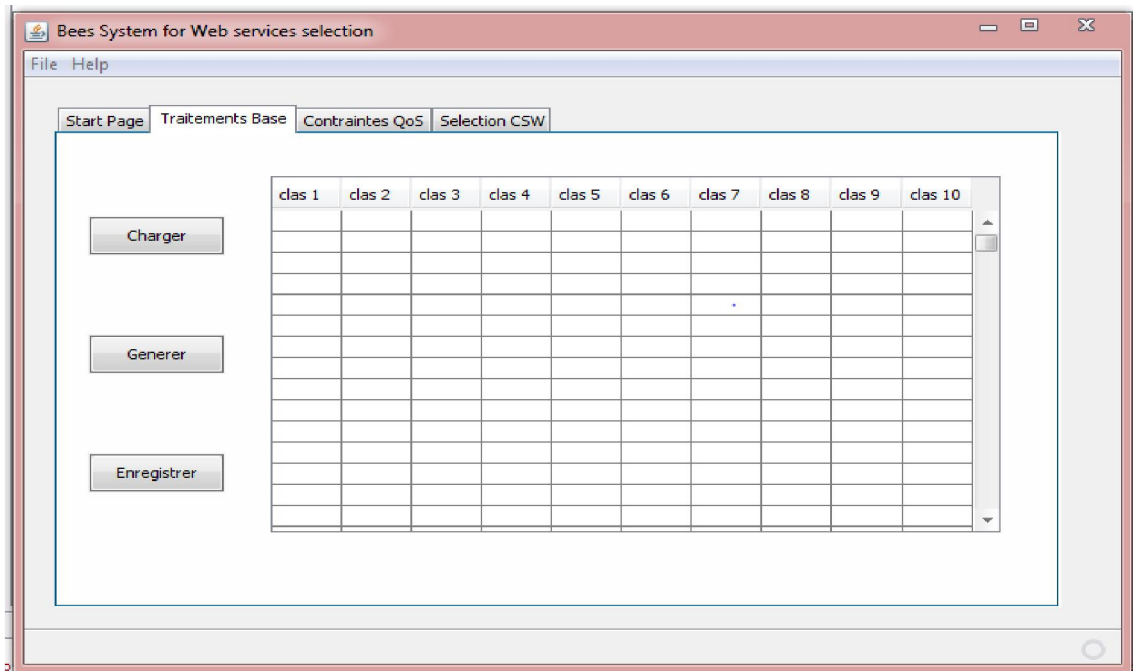 Bees System for Web services selection
File Help
Start Page Traitements Base Contraintes QoS Selection CSW
clas 1 clas 2 clas 3 clas 4 clas 5 clas 6 clas 7 clas 8 clas 9 clas 10
Charger
Generer
Enregistrer